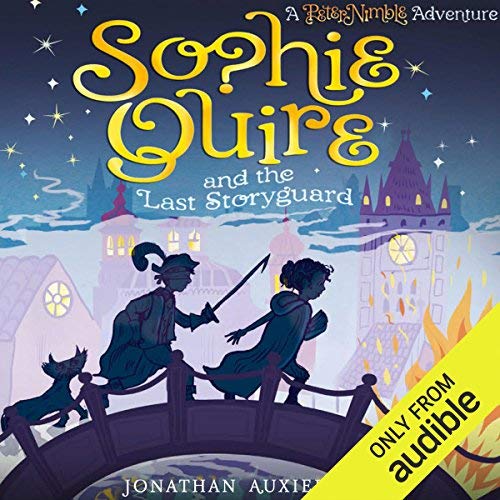 A Peter Nimble Adventure
Sophie
Quire
and the
Last Storyguard
JONATHAN AUXIE
ONLY FROM
audible